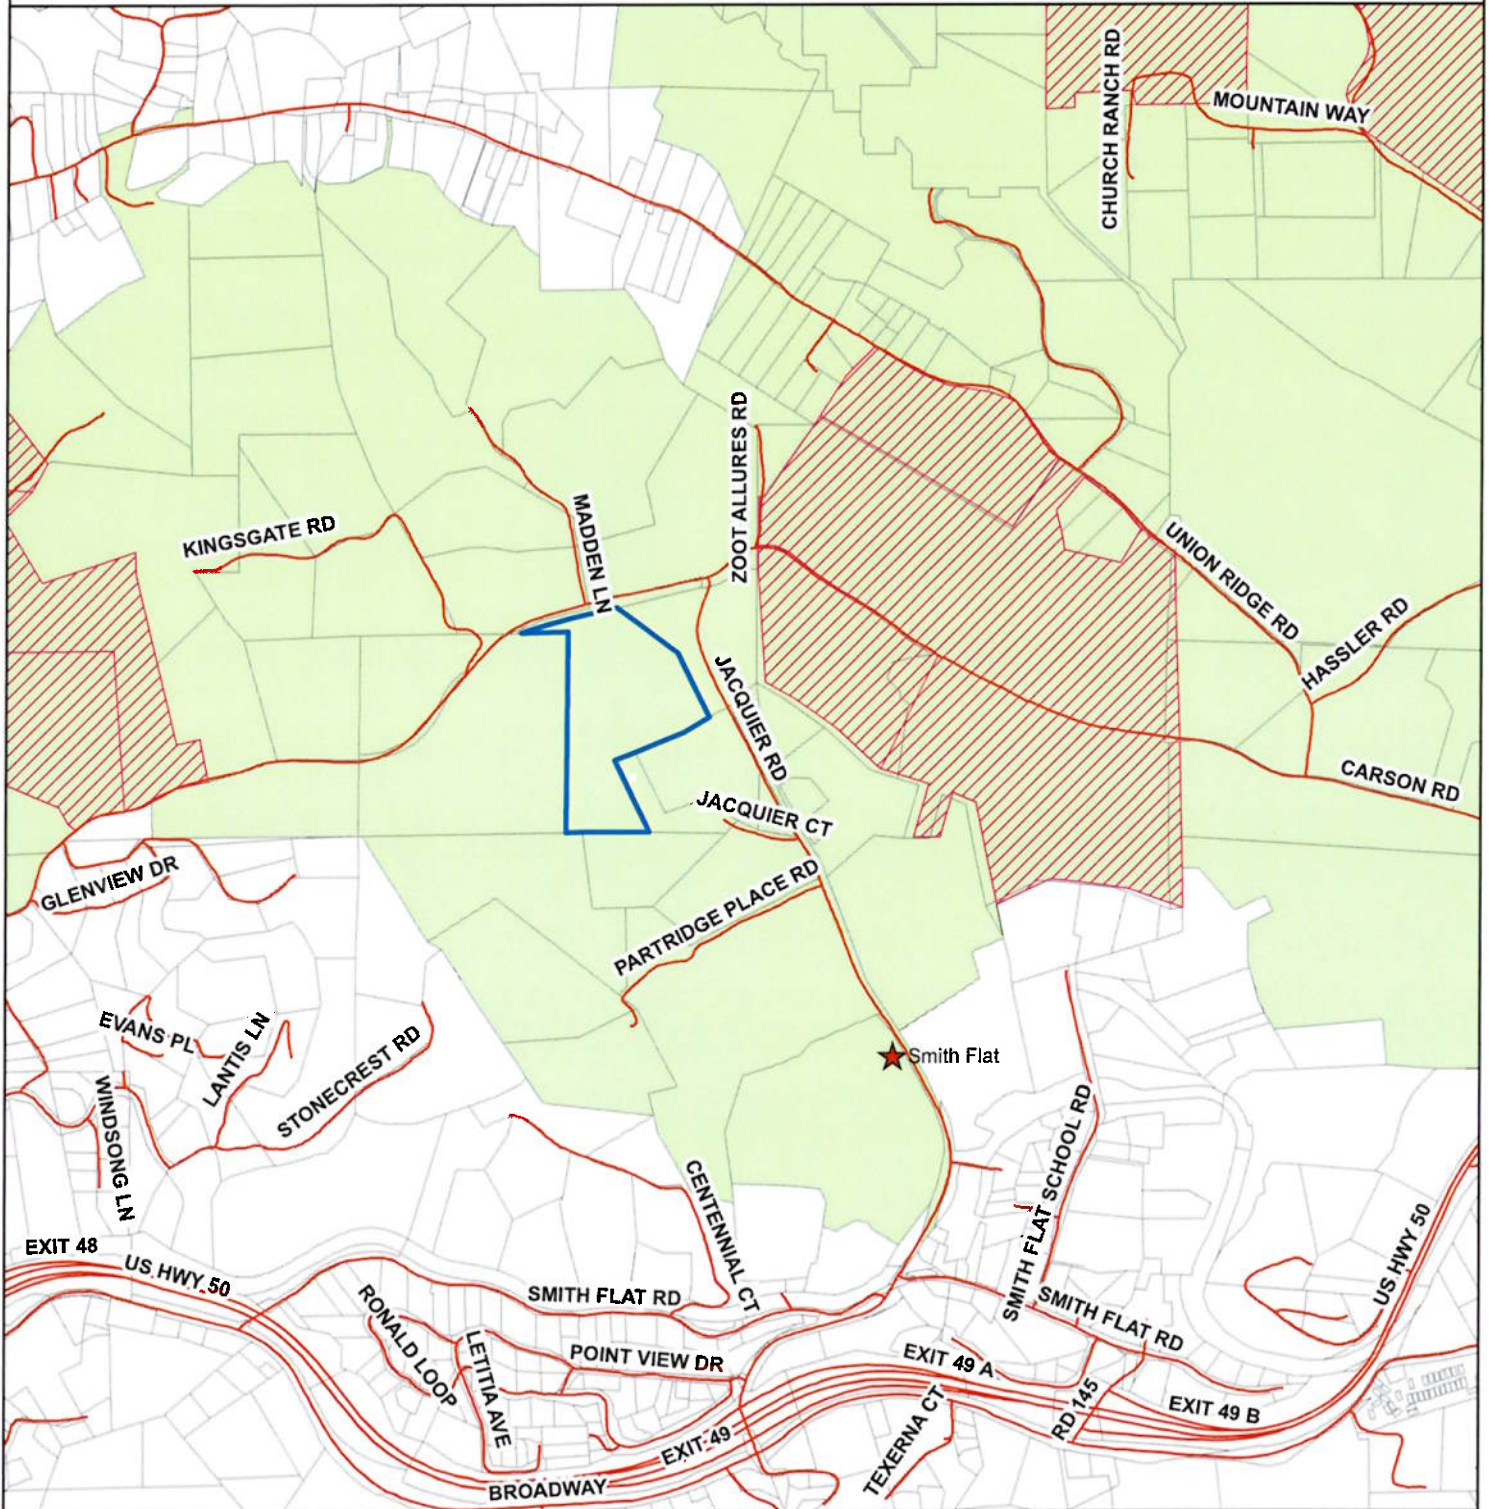 CHURCH RANCH RD
MOUNTAIN WAY
ZOOT ALLURES RD
MADDEN LN
KINGSGATE RD
UNION RIDGE RD
HASSLER RD
JACQUIER RD
CARSON RD
JACQUIER CT
GLENVIEW DR
PARTRIDGE PLACE RD
EVANS PL
LANTIS LN
STONECREST RD
Smith Flat
WINDSONG LN
SMITH FLAT SCHOOL RD
CENTENNIAL CT
EXIT 48
US HWY 50
US HWY 50
SMITH FLAT RD
SMITH FLAT RD
RONALD LOOP
LETITIA AVE
POINT VIEW DR
EXIT 49 A
EXIT 49 B
RD 145
TEXERNA CT
EXIT 49
BROADWAY